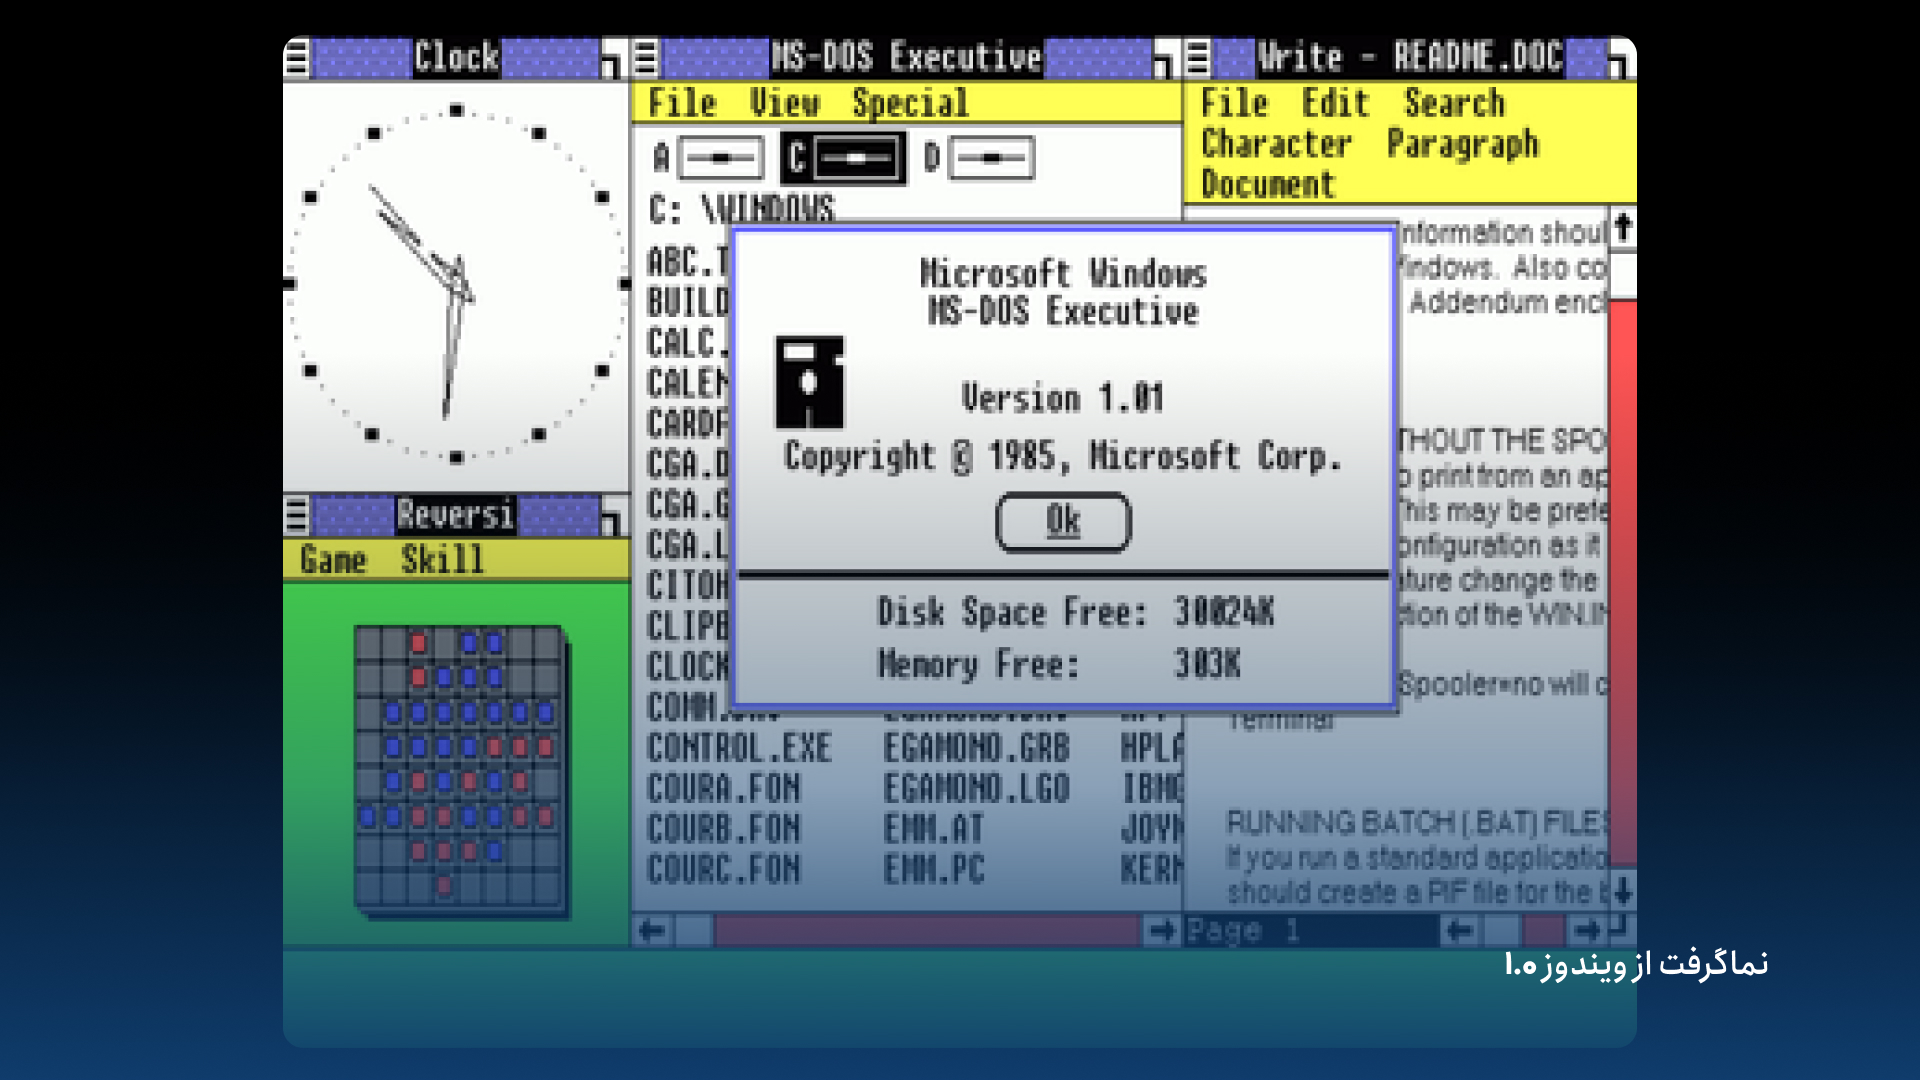 Clock
MS-DOS Executive
Write - README.DOC
File View Special
File Edit Search
Character Paragraph
Document
A C D
C: \WINDOWS
ABC.T
BUILD
CALC.
CALEN
CARDF
CGA.D
CGA.G
CGA.L
CITOH
CLIPB
CLOCK
COMM.DRV
CONTROL.EXE EGAMONO.GRB HPLA
COURA.FON EGAMONO.LGO IBMG
COURB.FON EMM.AT JOYM
COURC.FON EMM.PC KERN
Microsoft Windows
MS-DOS Executive
Version 1.01
Copyright © 1985, Microsoft Corp.
Ok
Disk Space Free: 30024K
Memory Free: 303K
nformation shoul
indows. Also co
Addendum encl
THOUT THE SPO
o print from an ap
This may be prefe
onfiguration as it
ature change the
ction of the WIN.IN
Spooler=no will c
Terminal
RUNNING BATCH (.BAT) FILES
If you run a standard applicatio
should create a PIF file for the b
Page 1
Reversi
Game Skill
نماگرفت از ویندوز ۱.۰